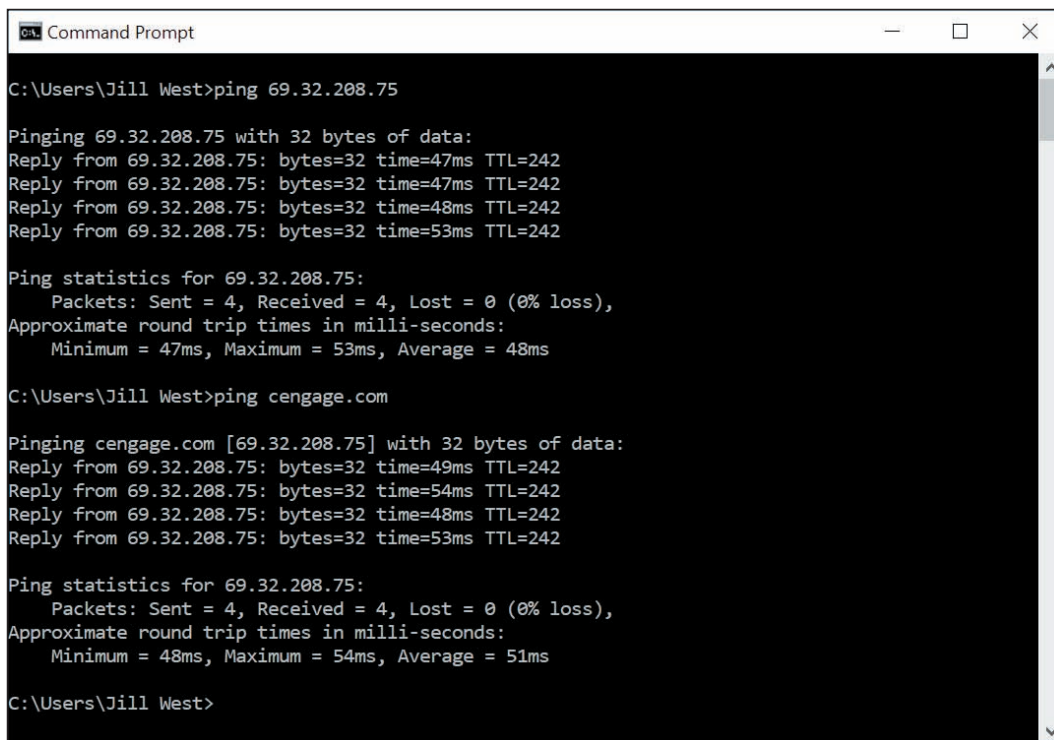 Command Prompt
C:\Users\Jill West>ping 69.32.208.75
Pinging 69.32.208.75 with 32 bytes of data:
Reply from 69.32.208.75: bytes=32 time=47ms TTL=242
Reply from 69.32.208.75: bytes=32 time=47ms TTL=242
Reply from 69.32.208.75: bytes=32 time=48ms TTL=242
Reply from 69.32.208.75: bytes=32 time=53ms TTL=242
Ping statistics for 69.32.208.75:
    Packets: Sent = 4, Received = 4, Lost = 0 (0% loss),
Approximate round trip times in milli-seconds:
    Minimum = 47ms, Maximum = 53ms, Average = 48ms
C:\Users\Jill West>ping cengage.com
Pinging cengage.com [69.32.208.75] with 32 bytes of data:
Reply from 69.32.208.75: bytes=32 time=49ms TTL=242
Reply from 69.32.208.75: bytes=32 time=54ms TTL=242
Reply from 69.32.208.75: bytes=32 time=48ms TTL=242
Reply from 69.32.208.75: bytes=32 time=53ms TTL=242
Ping statistics for 69.32.208.75:
    Packets: Sent = 4, Received = 4, Lost = 0 (0% loss),
Approximate round trip times in milli-seconds:
    Minimum = 48ms, Maximum = 54ms, Average = 51ms
C:\Users\Jill West>